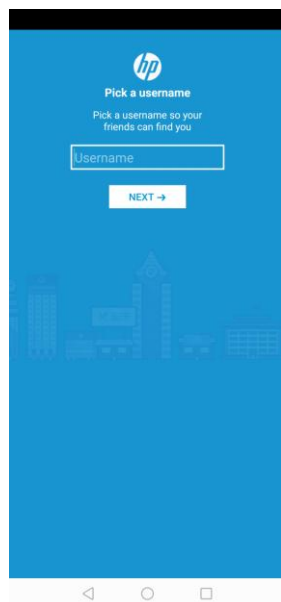 hp
Pick a username
Pick a username so your
friends can find you
Username
NEXT →